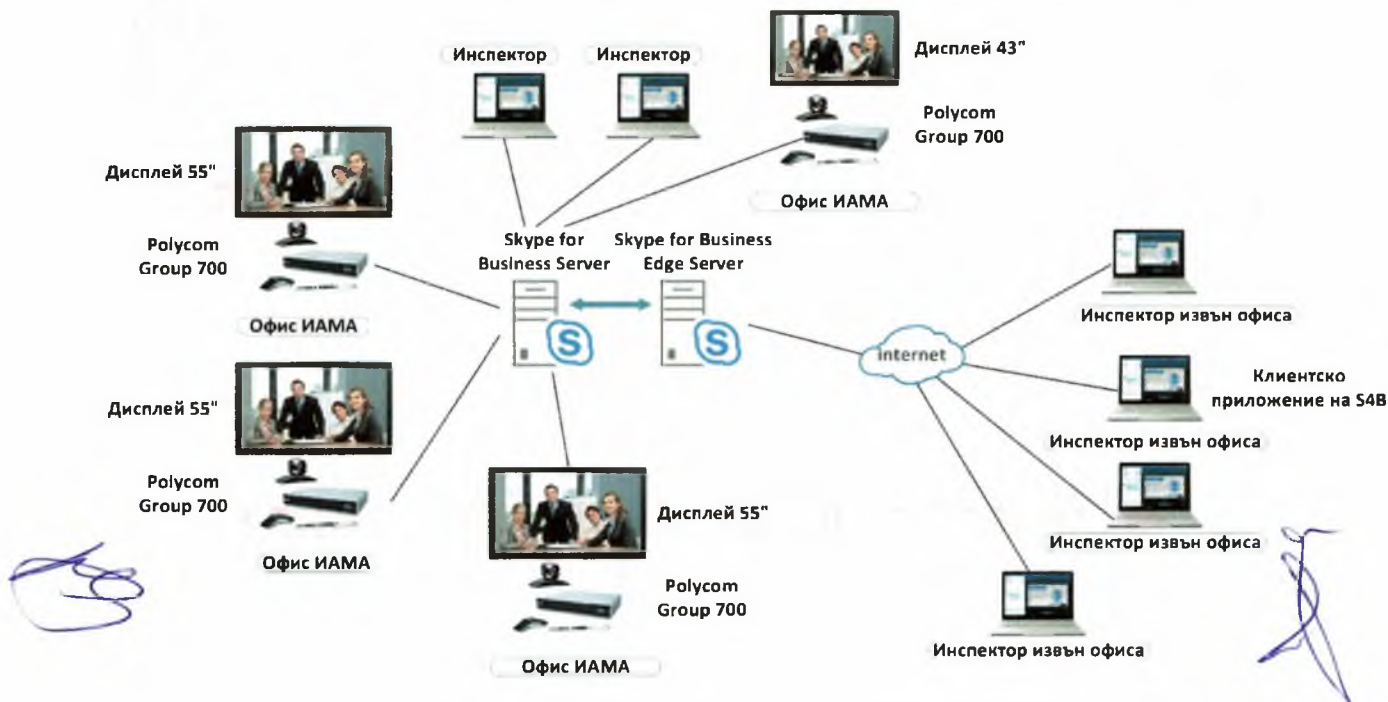 Инспектор
Инспектор
Дисплей 43"
Polycom
Group 700
Офис ИАМА
Дисплей 55"
Polycom
Group 700
Офис ИАМА
Skype for
Business Server
Skype for Business
Edge Server
S
S
internet
Инспектор извън офиса
Клиентско
приложение на S4B
Инспектор извън офиса
Инспектор извън офиса
Инспектор извън офиса
Дисплей 55"
Polycom
Group 700
Офис ИАМА
Дисплей 55"
Polycom
Group 700
Офис ИАМА